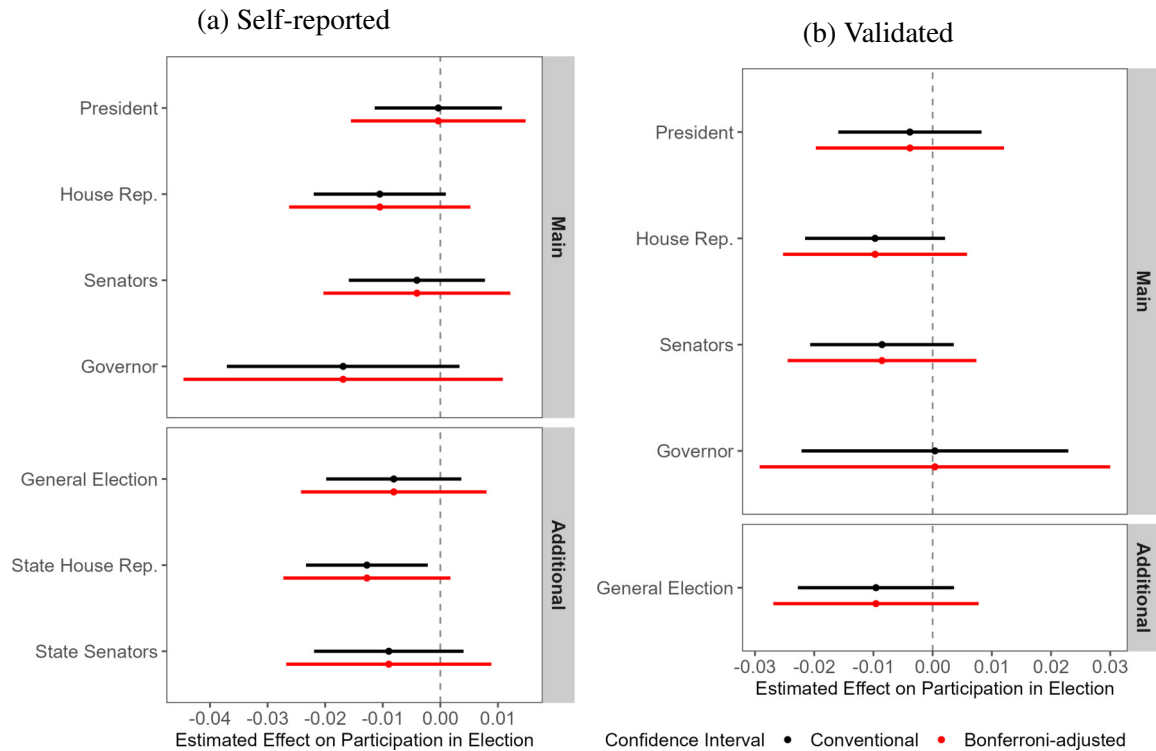 (a) Self-reported
President
House Rep.
Senators
Governor
Main
General Election
State House Rep.
State Senators
Additional
-0.04 -0.03 -0.02 -0.01 0.00 0.01
Estimated Effect on Participation in Election
(b) Validated
President
House Rep.
Senators
Governor
Main
General Election
Additional
-0.03 -0.02 -0.01 0.00 0.01 0.02 0.03
Estimated Effect on Participation in Election
Confidence Interval Conventional Bonferroni-adjusted